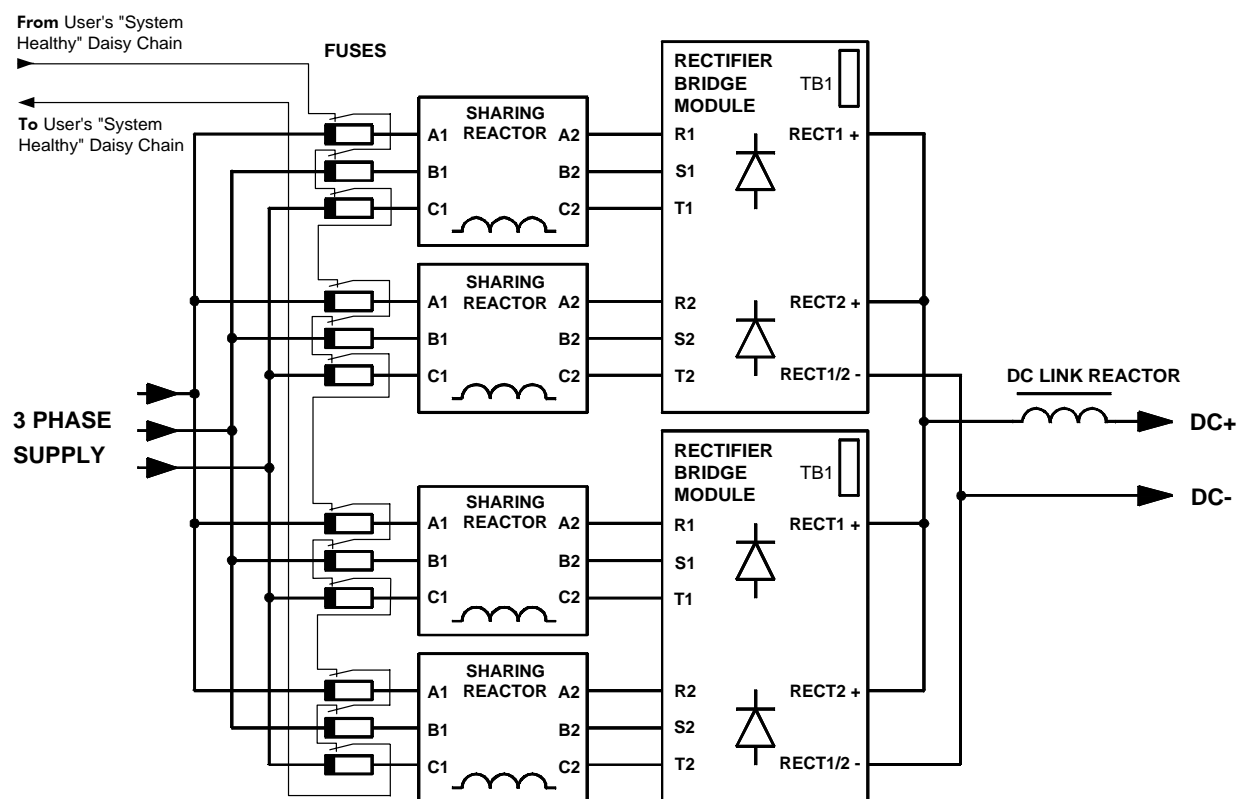 From User's "System
Healthy" Daisy Chain
To User's "System
Healthy" Daisy Chain
FUSES
3 PHASE
SUPPLY
SHARING
REACTOR
A1 A2
B1 B2
C1 C2
SHARING
REACTOR
A1 A2
B1 B2
C1 C2
RECTIFIER
BRIDGE
MODULE
TB1
R1 RECT1 +
S1
T1
R2 RECT2 +
S2
T2 RECT1/2 -
SHARING
REACTOR
A1 A2
B1 B2
C1 C2
SHARING
REACTOR
A1 A2
B1 B2
C1 C2
RECTIFIER
BRIDGE
MODULE
TB1
R1 RECT1 +
S1
T1
R2 RECT2 +
S2
T2 RECT1/2 -
DC LINK REACTOR
DC+
DC-